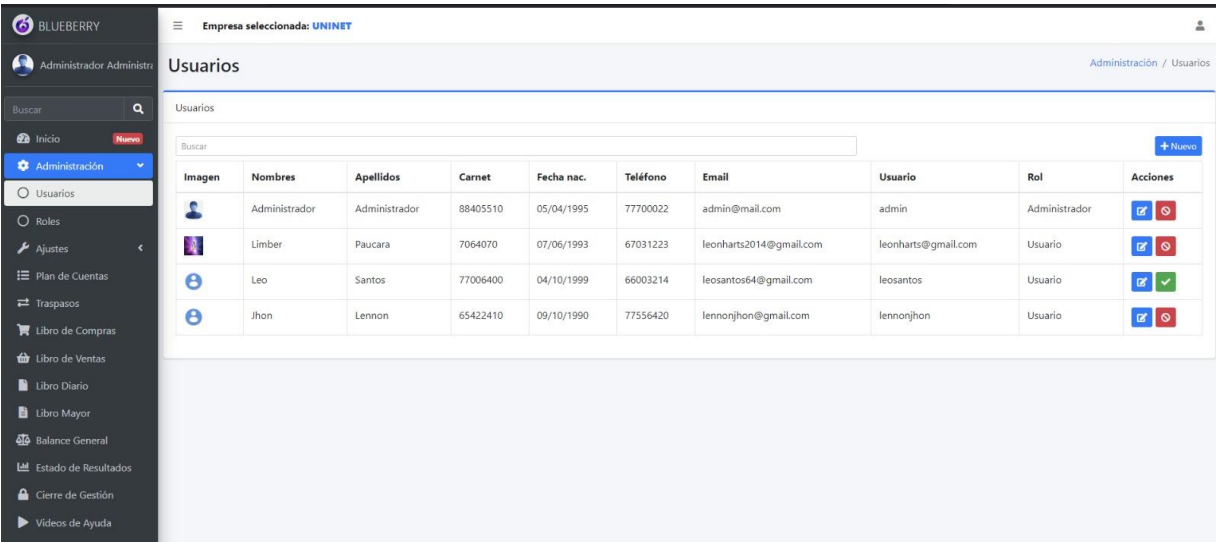 BLUEBERRY
Empresa seleccionada: UNINET
Administrador Administra
Usuarios
Administración / Usuarios
Buscar
Inicio Nuevo
Administración
Usuarios
Roles
Ajustes
Plan de Cuentas
Traspasos
Libro de Compras
Libro de Ventas
Libro Diario
Libro Mayor
Balance General
Estado de Resultados
Cierre de Gestión
Videos de Ayuda
Usuarios
Buscar
Nuevo
Imagen Nombres Apellidos Carnet Fecha nac. Teléfono Email Usuario Rol Acciones
Administrador Administrador 88405510 05/04/1995 77700022 admin@mail.com admin Administrador
Limber Paucara 7064070 07/06/1993 67031223 leonharts2014@gmail.com leonharts@gmail.com Usuario
Leo Santos 77006400 04/10/1999 66003214 leosantos64@gmail.com leosantos Usuario
Jhon Lennon 65422410 09/10/1990 77556420 lennonjhon@gmail.com lennonjhon Usuario